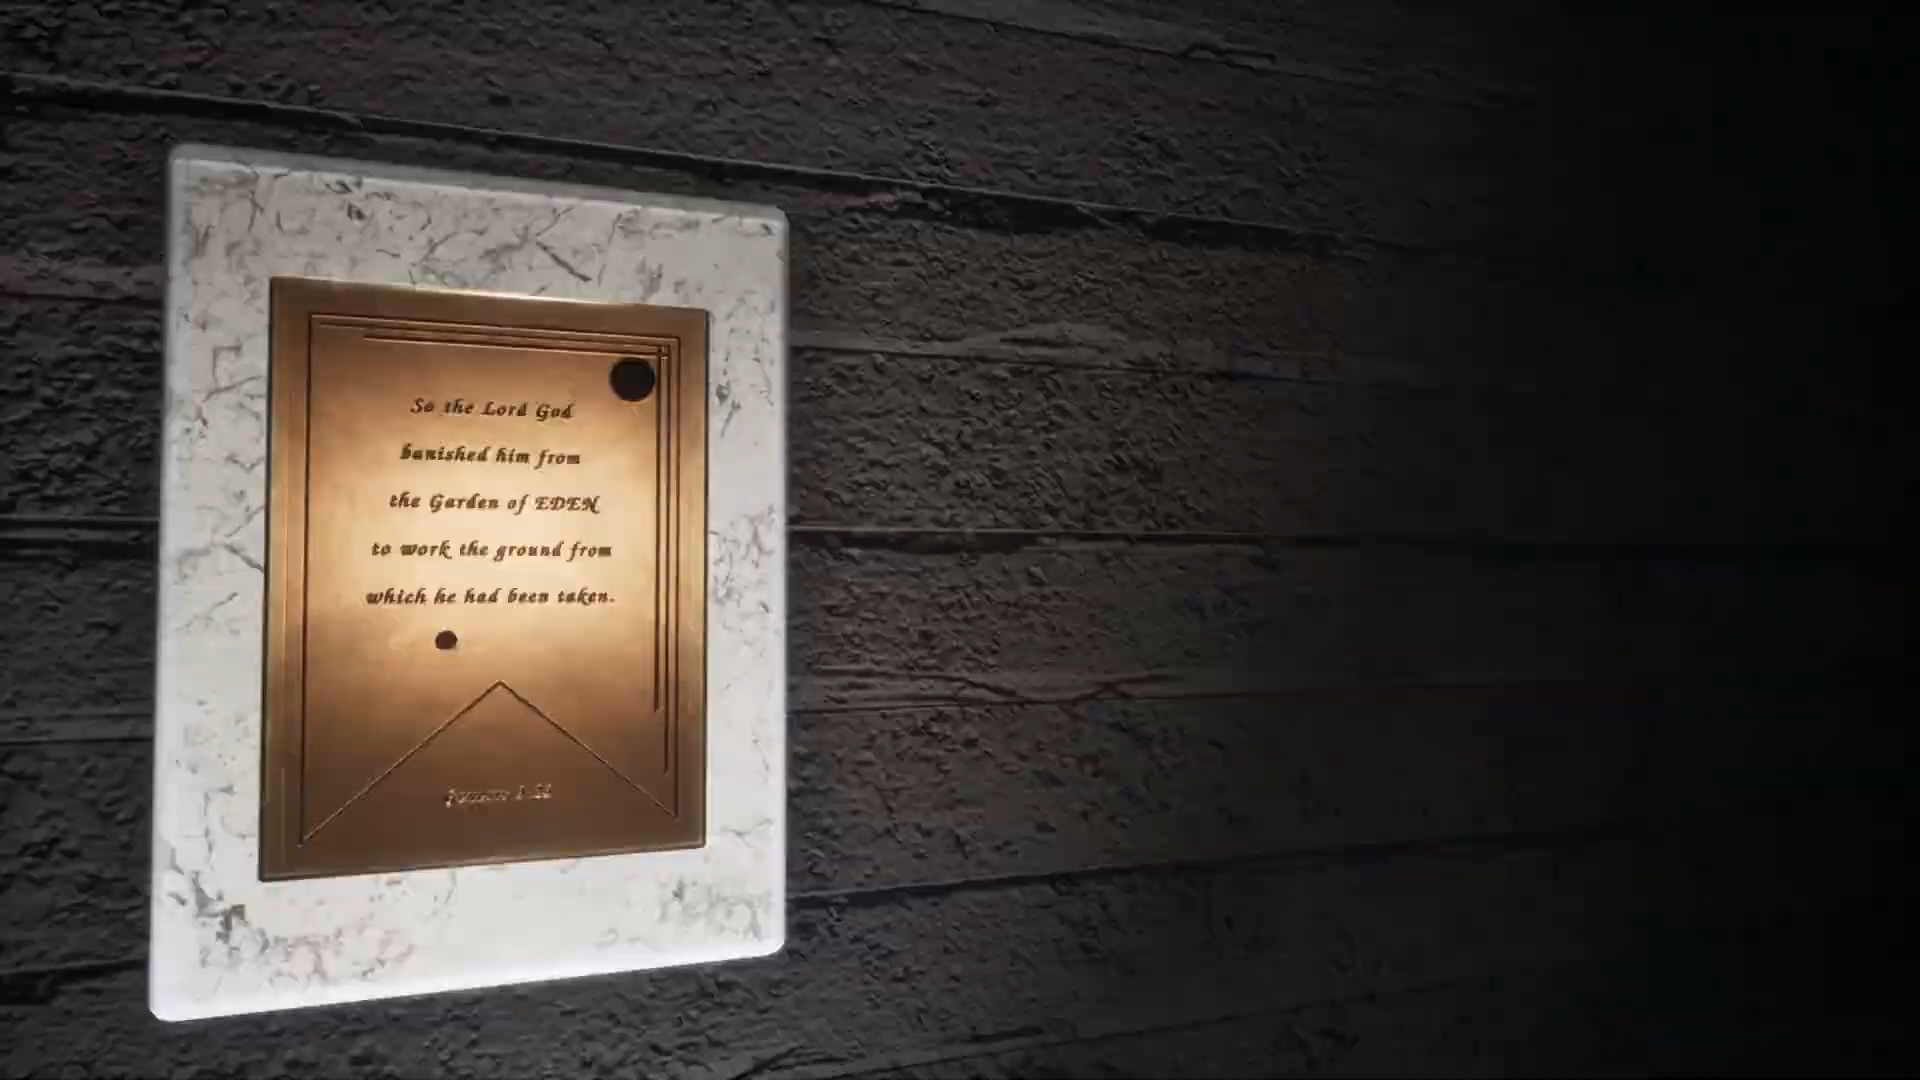 So the Lord God
banished him from
the Garden of EDEN
to work the ground from
which he had been taken.